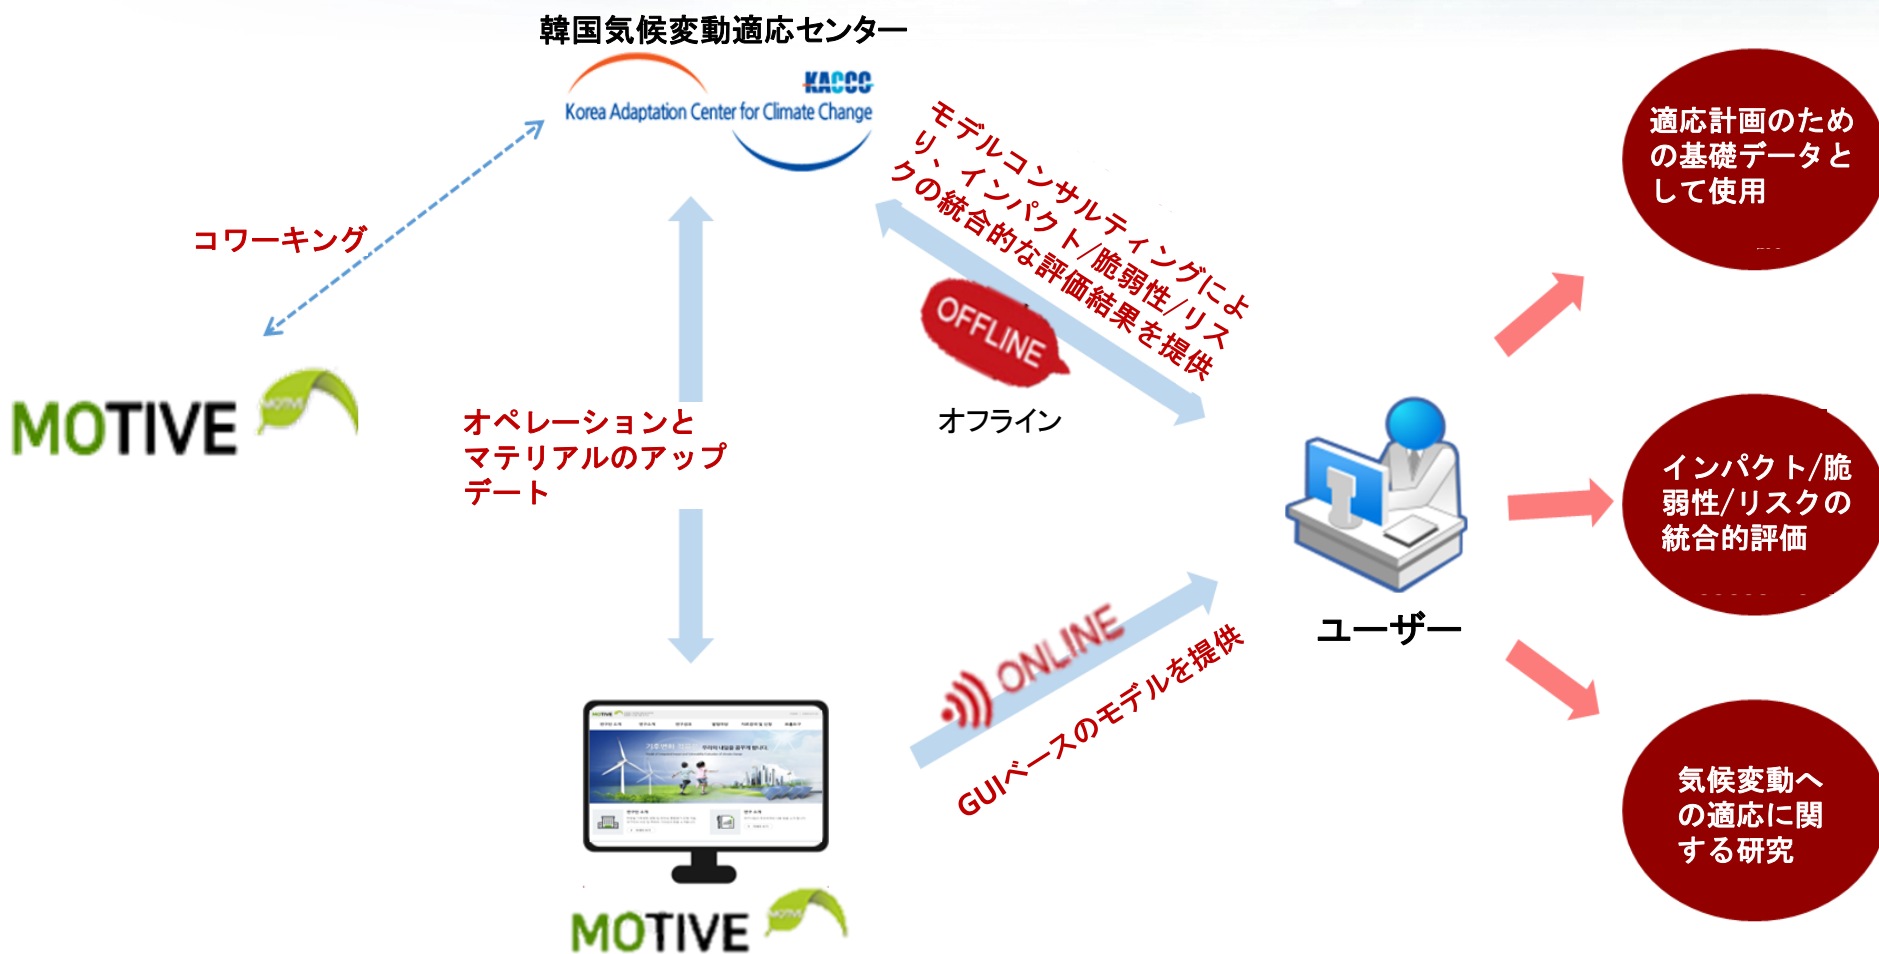 韓国気候変動適応センター
KACCC
Korea Adaptation Center for Climate Change
コワーキング
MOTIVE
MOTIVE
オペレーションと
マテリアルのアップ
デート
モデルコンサルティングによ
り、インパクト/脆弱性/リス
クの統合的な評価結果を提供
OFFLINE
オフライン
ONLINE
GUIベースのモデルを提供
ユーザー
MOTIVE
MOTIVE
MOTIVE
適応計画のため
の基礎データと
して使用
インパクト/脆
弱性/リスクの
統合的評価
気候変動へ
の適応に関
する研究